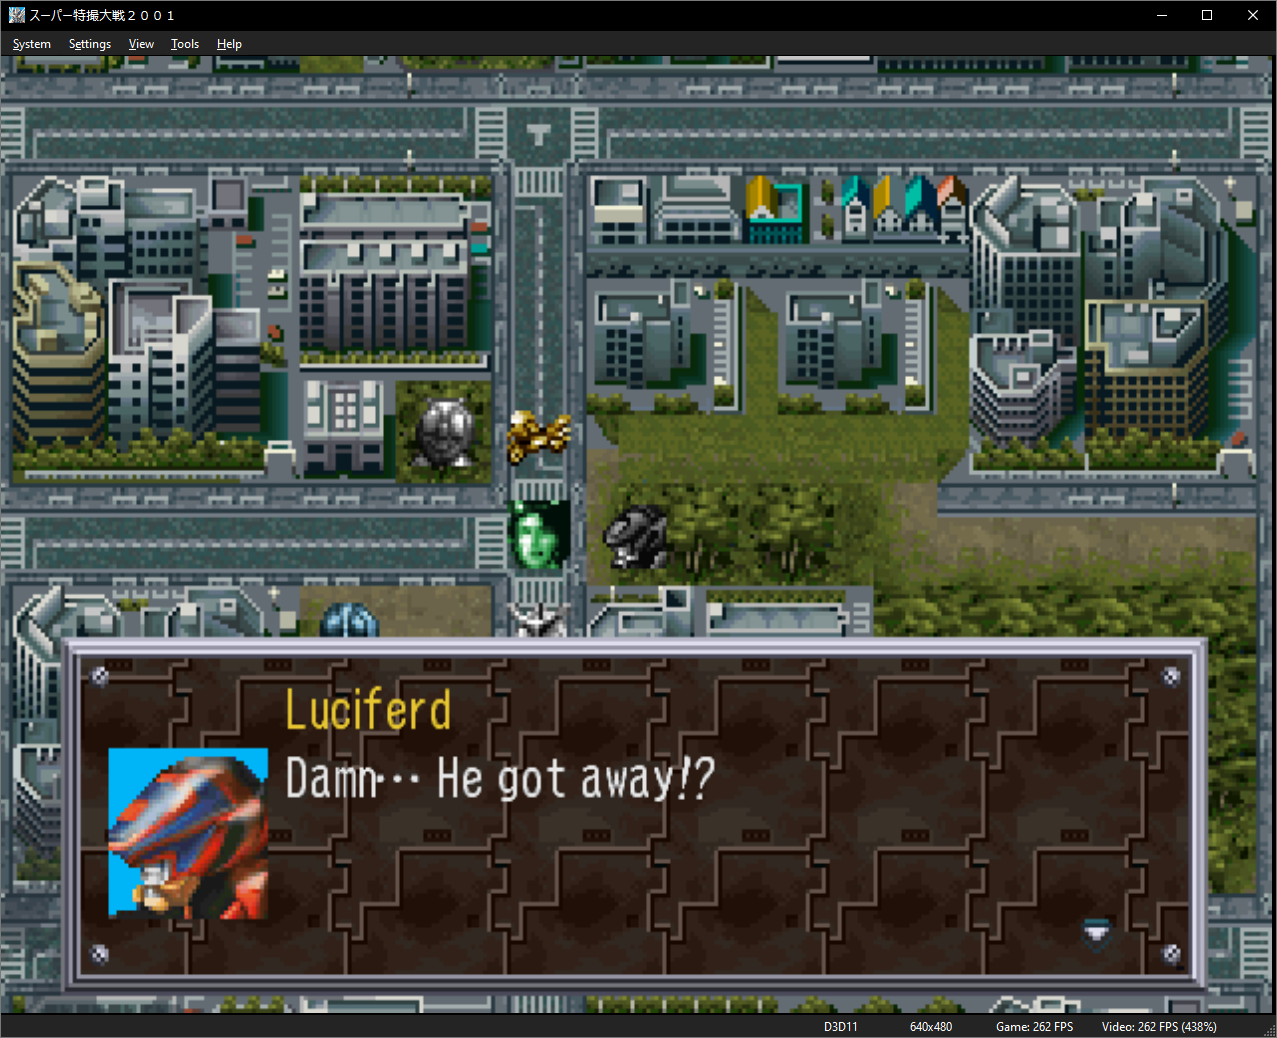 スーパー特撮大戦２００１
System Settings View Tools Help
Luciferd
Damn… He got away!?
D3D11 640x480 Game: 262 FPS Video: 262 FPS (438%)